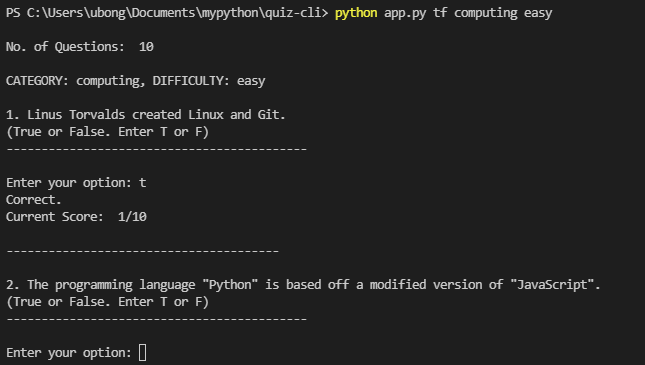 PS C:\Users\ubong\Documents\mypython\quiz-cli> python app.py tf computing easy
No. of Questions:  10
CATEGORY: computing, DIFFICULTY: easy
1. Linus Torvalds created Linux and Git.
(True or False. Enter T or F)
-------------------------------------------
Enter your option: t
Correct.
Current Score:  1/10
---------------------------------------
2. The programming language "Python" is based off a modified version of "JavaScript".
(True or False. Enter T or F)
-------------------------------------------
Enter your option: